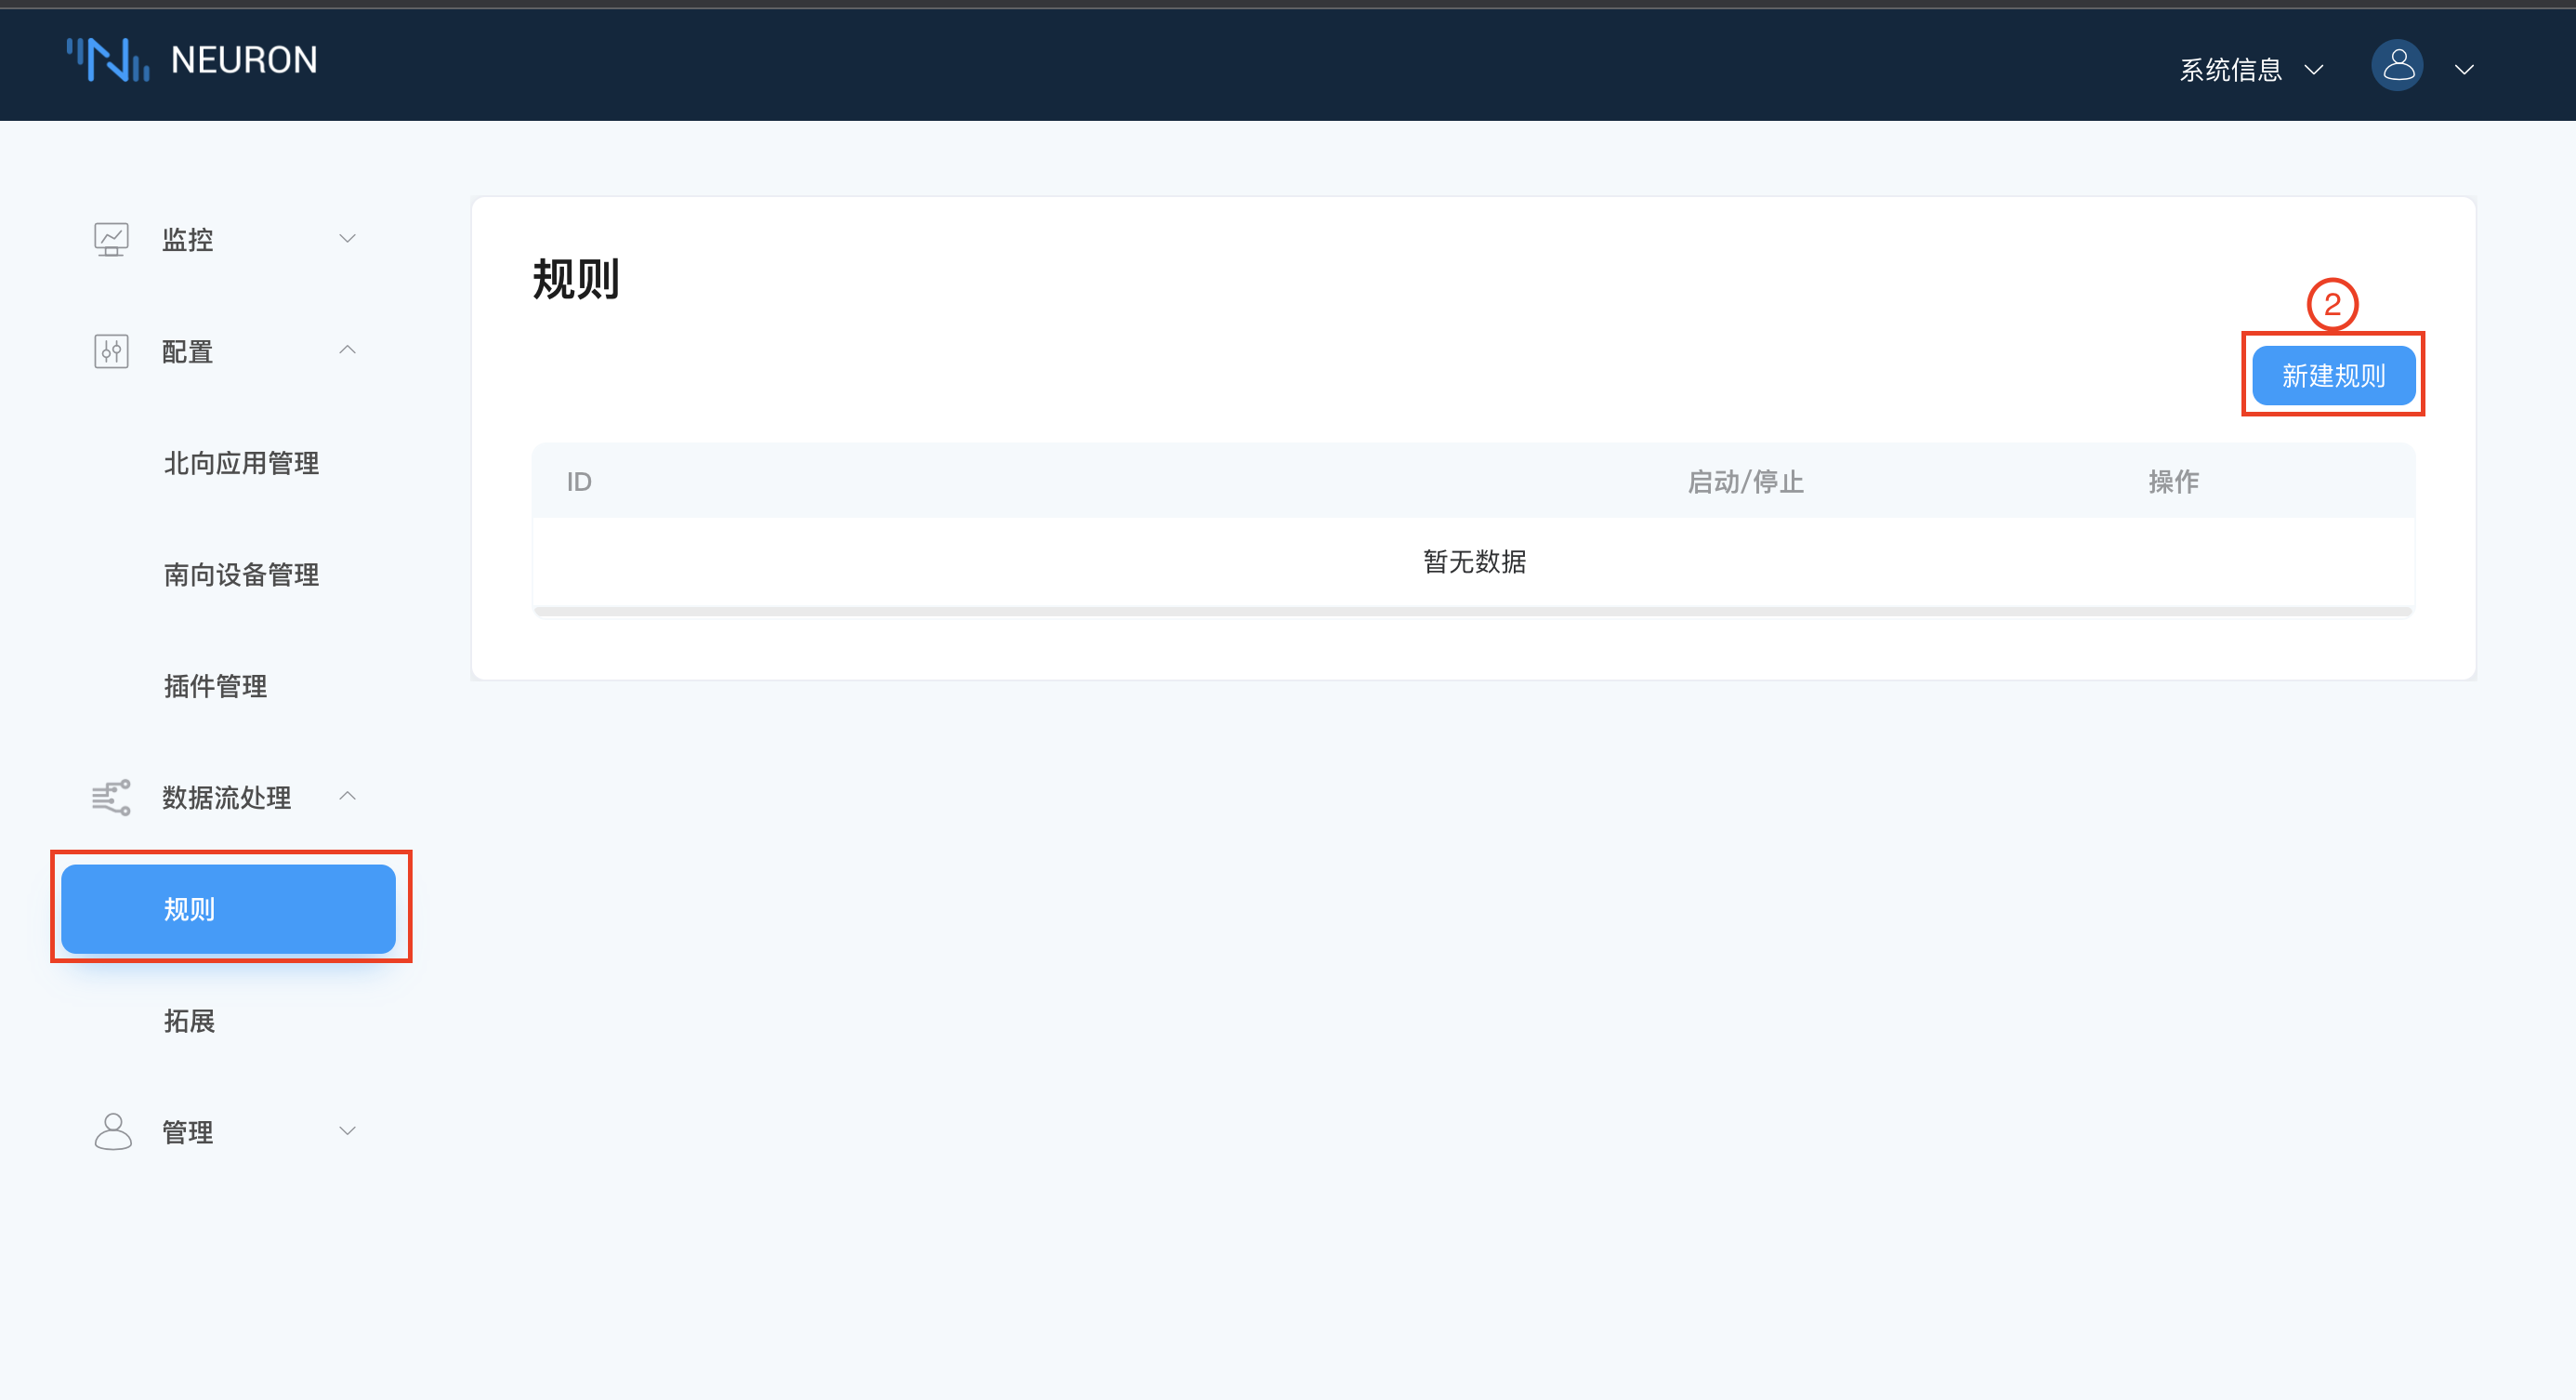 NEURON
系统信息
监控
配置
北向应用管理
南向设备管理
插件管理
数据流处理
规则
拓展
管理
规则
2
新建规则
ID 启动/停止 操作
暂无数据